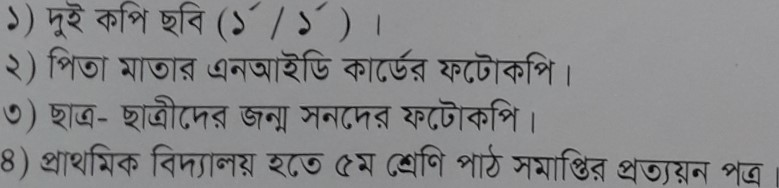 ১) দুই কপি ছবি (১´ / ১´) ।
২) পিতা মাতার এনআইডি কার্ডের ফটোকপি।
৩) ছাত্র- ছাত্রীদের জন্ম সনদের ফটোকপি।
৪) প্রাথমিক বিদ্যালয় হতে ৫ম শ্রেণি পাঠ সমাপ্তির প্রত্যয়ন পত্র।